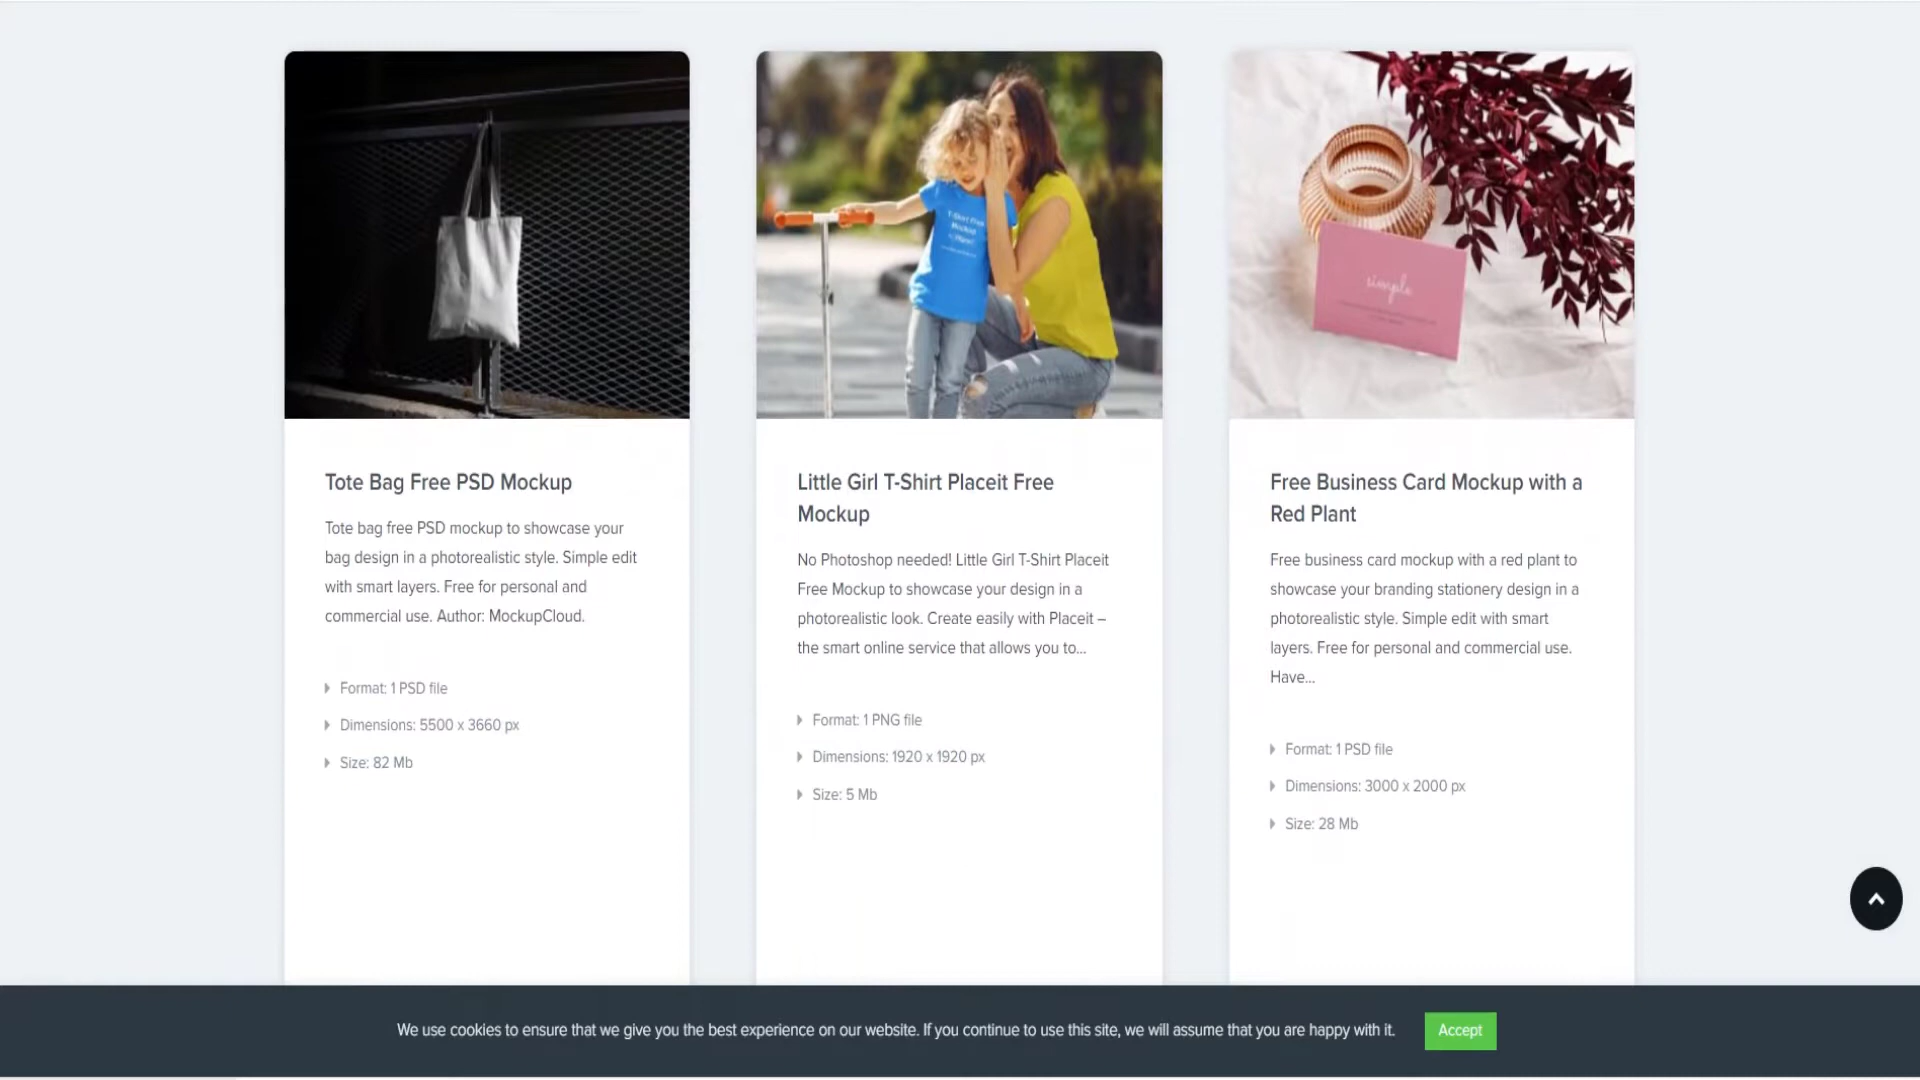 T-Shirt Free
Mockup
simple
Tote Bag Free PSD Mockup
Tote bag free PSD mockup to showcase your
bag design in a photorealistic style. Simple edit
with smart layers. Free for personal and
commercial use. Author: MockupCloud.
Format: 1 PSD file
Dimensions: 5500 x 3660 px
Size: 82 Mb
Little Girl T-Shirt Placeit Free
Mockup
No Photoshop needed! Little Girl T-Shirt Placeit
Free Mockup to showcase your design in a
photorealistic look. Create easily with Placeit –
the smart online service that allows you to...
Format: 1 PNG file
Dimensions: 1920 x 1920 px
Size: 5 Mb
Free Business Card Mockup with a
Red Plant
Free business card mockup with a red plant to
showcase your branding stationery design in a
photorealistic style. Simple edit with smart
layers. Free for personal and commercial use.
Have...
Format: 1 PSD file
Dimensions: 3000 x 2000 px
Size: 28 Mb
We use cookies to ensure that we give you the best experience on our website. If you continue to use this site, we will assume that you are happy with it.
Accept